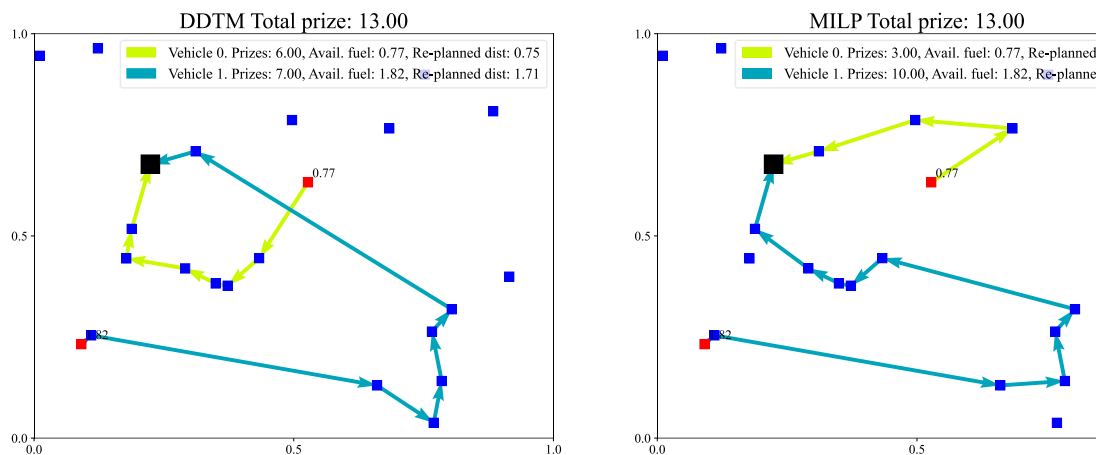 DDTM Total prize: 13.00
1.0
Vehicle 0. Prizes: 6.00, Avail. fuel: 0.77, Re-planned dist: 0.75
Vehicle 1. Prizes: 7.00, Avail. fuel: 1.82, Re-planned dist: 1.71
0.77
0.5
.82
0.0
0.0
0.5
1.0
MILP Total prize: 13.00
1.0
Vehicle 0. Prizes: 3.00, Avail. fuel: 0.77, Re-planned
Vehicle 1. Prizes: 10.00, Avail. fuel: 1.82, Re-planne
0.77
0.5
.82
0.0
0.0
0.5